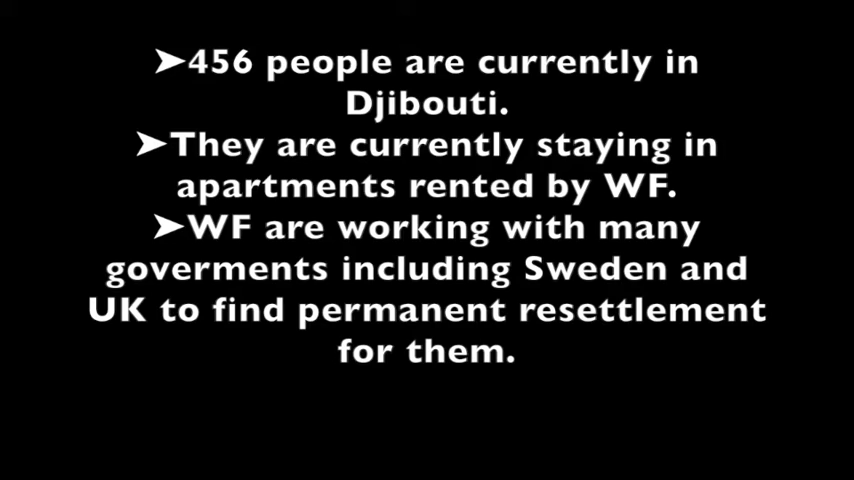 ➤456 people are currently in
Djibouti.
➤They are currently staying in
apartments rented by WF.
➤WF are working with many
goverments including Sweden and
UK to find permanent resettlement
for them.